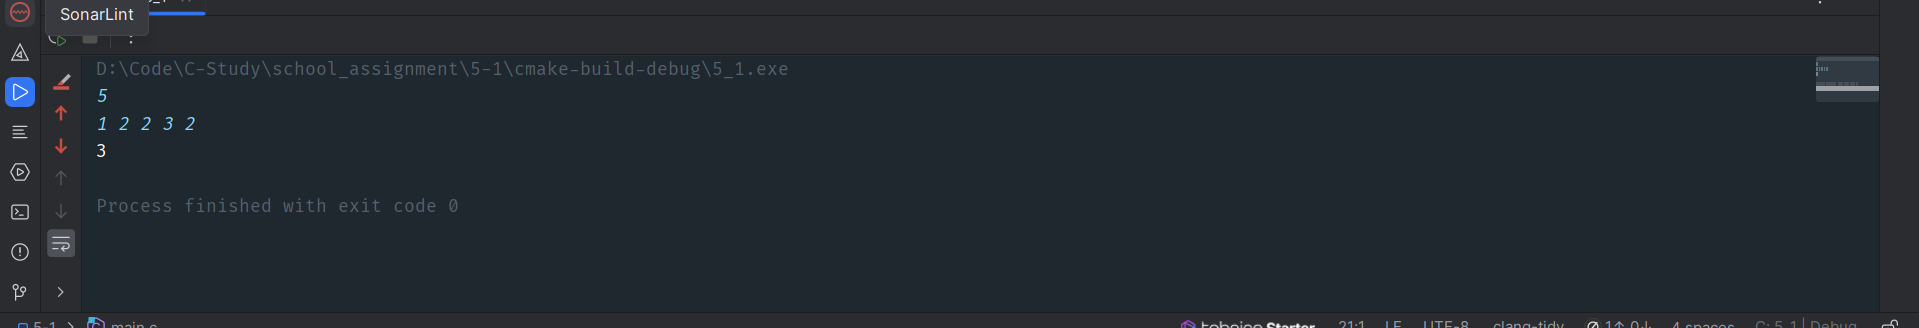 SonarLint
D:\Code\C-Study\school_assignment\5-1\cmake-build-debug\5_1.exe
5
1 2 2 3 2
3
Process finished with exit code 0
5-1 main.c tabnine Starter 21:1 LF UTF-8 clang-tidy 1↑ 0↓ 4 spaces C: 5_1 | Debug